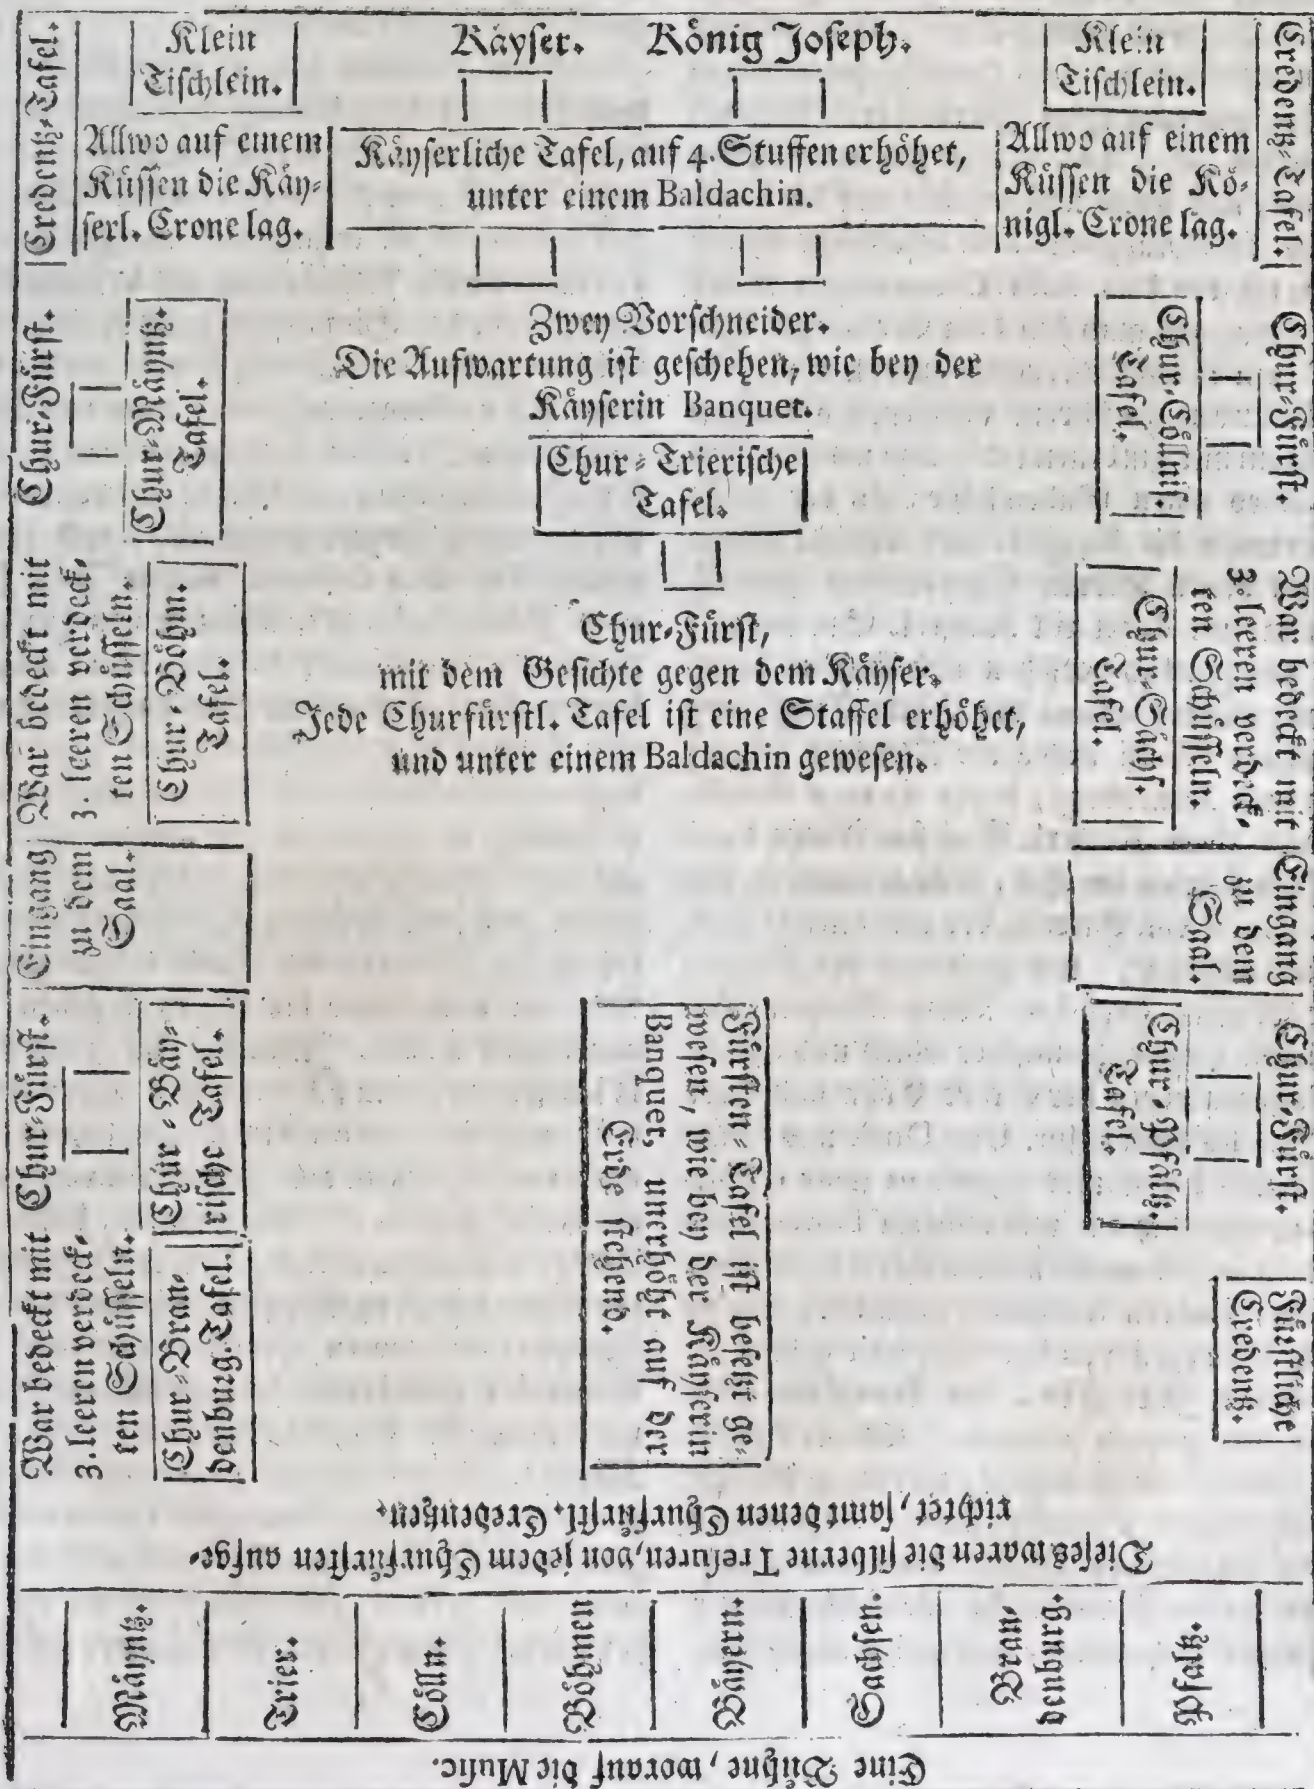 Credentz-Tafel.
Klein
Tischlein.
Allwo auf einem
Küssen die Käy-
serl. Crone lag.
Käyser.
König Joseph.
Käyserliche Tafel, auf 4. Stuffen erhöhet,
unter einem Baldachin.
Klein
Tischlein.
Allwo auf einem
Küssen die Kö-
nigl. Crone lag.
Credentz-Tafel.
Chur-Fürst.
Chur-Mäyntz.
Tafel.
Zwey Vorschneider.
Die Aufwartung ist geschehen, wie bey der
Käyserin Banquet.
Chur-Trierische
Tafel.
Chur-Cöllnis.
Tafel.
Chur-Fürst.
War bedeckt mit
3. leeren verdeck-
ten Schüsseln.
Chur-Böhm.
Tafel.
Chur-Fürst,
mit dem Gesichte gegen dem Käyser.
Jede Churfürstl. Tafel ist eine Staffel erhöhet,
und unter einem Baldachin gewesen.
Chur-Sächs.
Tafel.
War bedeckt mit
3. leeren verdeck-
ten Schüsseln.
Eingang
zu dem
Saal.
Eingang
zu dem
Saal.
Chur-Fürst.
Chur-Bäy-
rische Tafel.
Fürsten-Tafel ist besetzt ge-
wesen, wie bey der Käyserin
Banquet, unerhöht auf der
Erde stehend.
Chur-Pfältz.
Tafel.
Chur-Fürst.
War bedeckt mit
3. leeren verdeck-
ten Schüsseln.
Chur-Bran-
denburg. Tafel.
Fürstliche
Credentz.
Dieses waren die silberne Tresuren, von jedem Churfürsten aufge-
richtet, samt denen Churfürstl. Credentzen.
Mäyntz.
Trier.
Cölln.
Böhmen
Bäyern.
Sachsen.
Bran-
denburg.
Pfaltz.
Eine Bühne, worauf die Music.